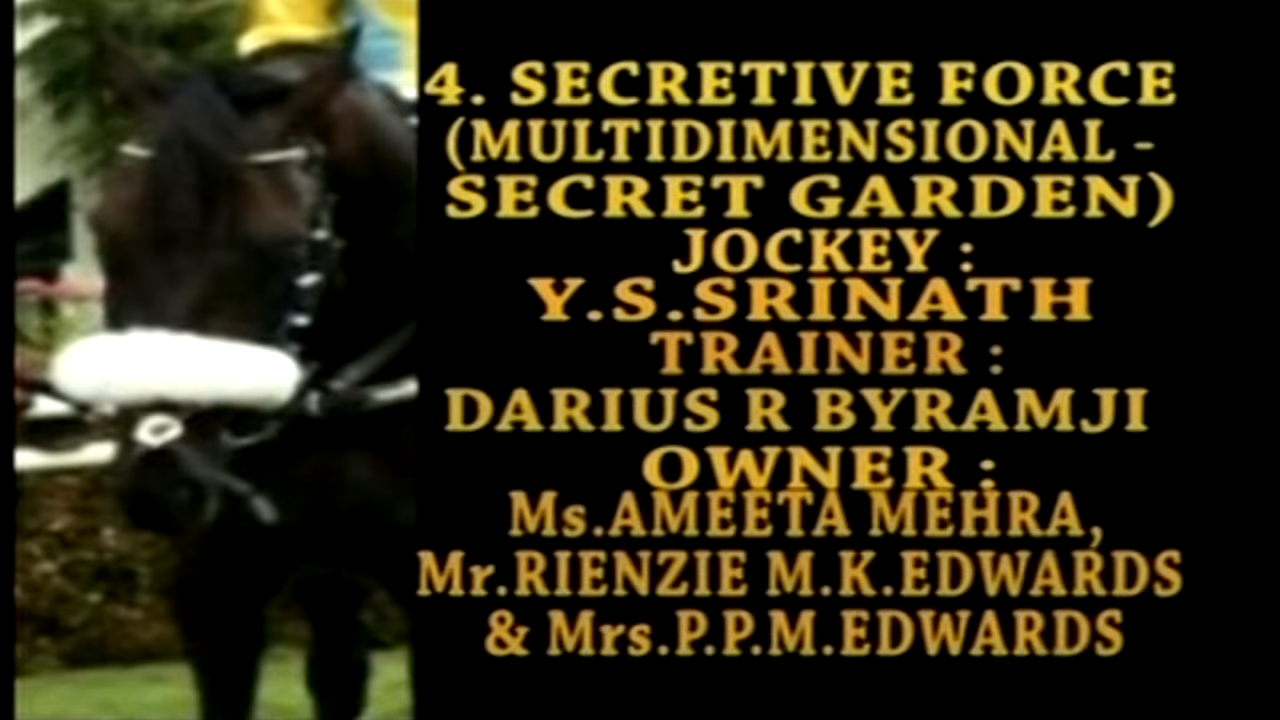 4. SECRETIVE FORCE
(MULTIDIMENSIONAL -
SECRET GARDEN)
JOCKEY :
Y.S.SRINATH
TRAINER :
DARIUS R BYRAMJI
OWNER :
Ms.AMEETA MEHRA,
Mr.RIENZIE M.K.EDWARDS
& Mrs.P.P.M.EDWARDS